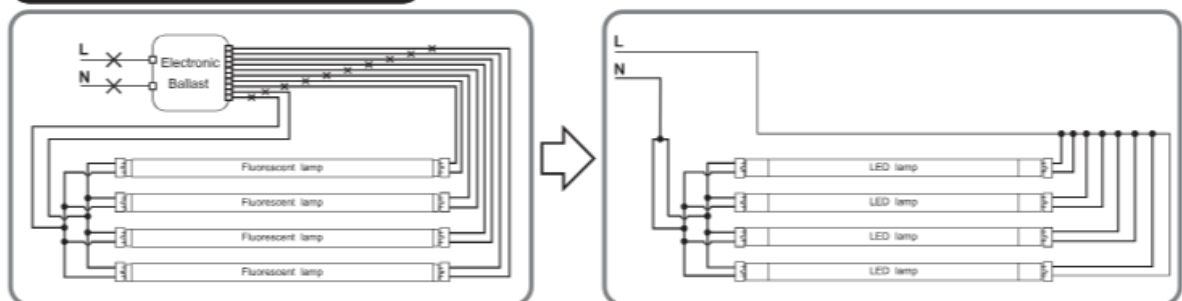 L
Electronic
N
Ballast
Fluorescent lamp
Fluorescent lamp
Fluorescent lamp
Fluorescent lamp
L
N
LED lamp
LED lamp
LED lamp
LED lamp